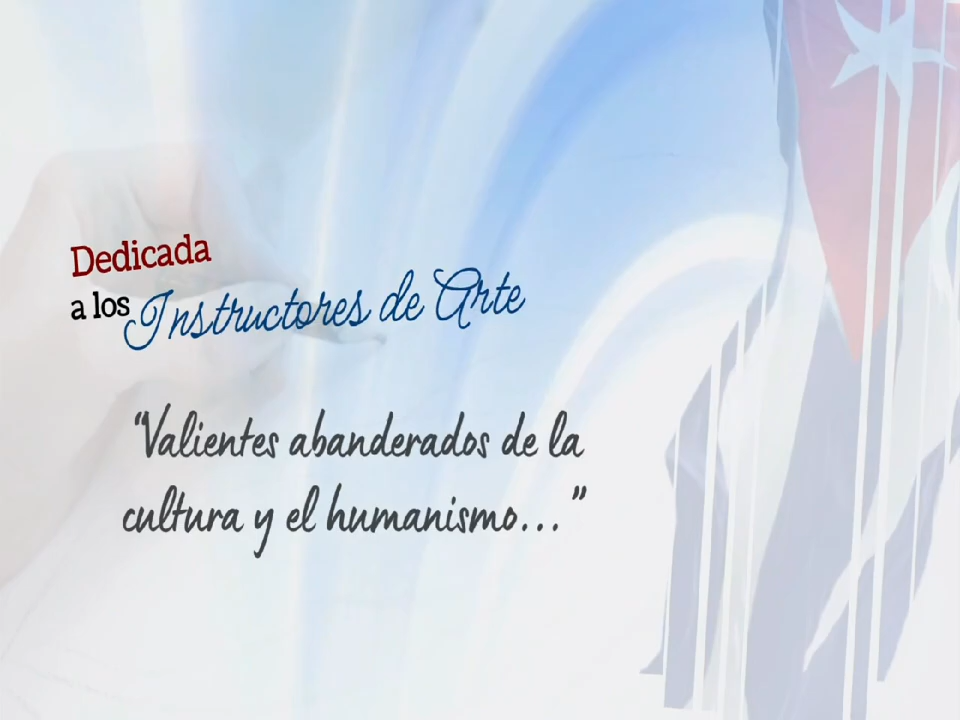 Dedicada
a los Instructores de Arte
“Valientes abanderados de la
cultura y el humanismo...”